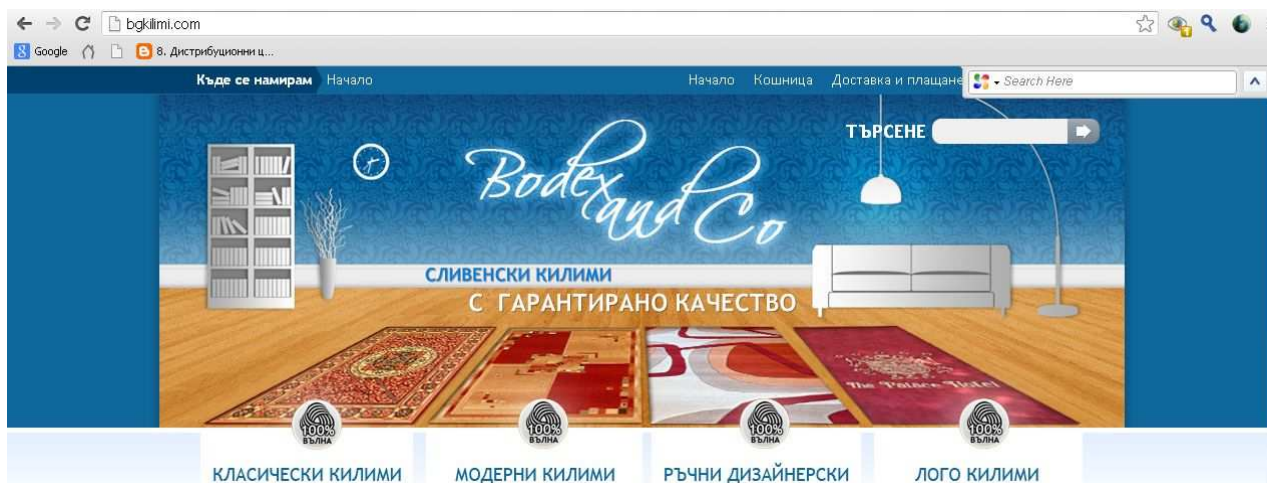 bgkilimi.com
Google 8. Дистрибуционни ц...
Къде се намирам Начало Начало Кошница Доставка и плащане Search Here
ТЪРСЕНЕ
Bodex
and Co
СЛИВЕНСКИ КИЛИМИ
С ГАРАНТИРАНО КАЧЕСТВО
The Palace Hotel
100% ВЪЛНА 100% ВЪЛНА 100% ВЪЛНА 100% ВЪЛНА
КЛАСИЧЕСКИ КИЛИМИ МОДЕРНИ КИЛИМИ РЪЧНИ ДИЗАЙНЕРСКИ ЛОГО КИЛИМИ